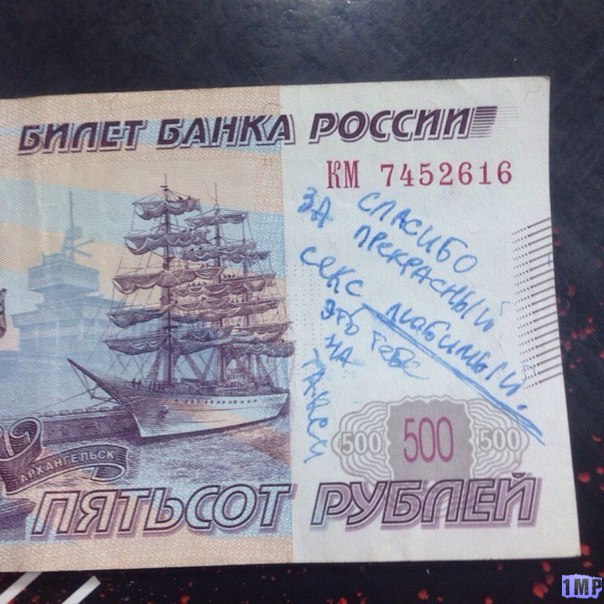 БИЛЕТ БАНКА РОССИИ
КМ 7452616
СПАСИБО
ЗА ПРЕКРАСНЫЙ
СЕКС ЛЮБИМЫЙ.
ЭТО ТЕБЕ
НА
ТАКСИ
500 500 500
АРХАНГЕЛЬСК
ПЯТЬСОТ РУБЛЕЙ
1MP